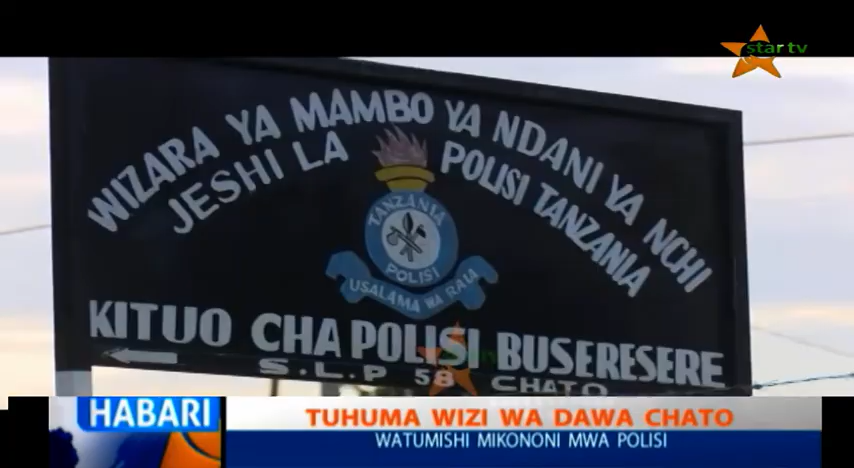 star tv
WIZARA YA MAMBO YA NDANI YA NCHI
JESHI LA POLISI TANZANIA
TANZANIA
POLISI
USALAMA WA RAIA
KITUO CHA POLISI BUSERESERE
S.L.P 58 CHATO
HABARI
TUHUMA WIZI WA DAWA CHATO
WATUMISHI MIKONONI MWA POLISI